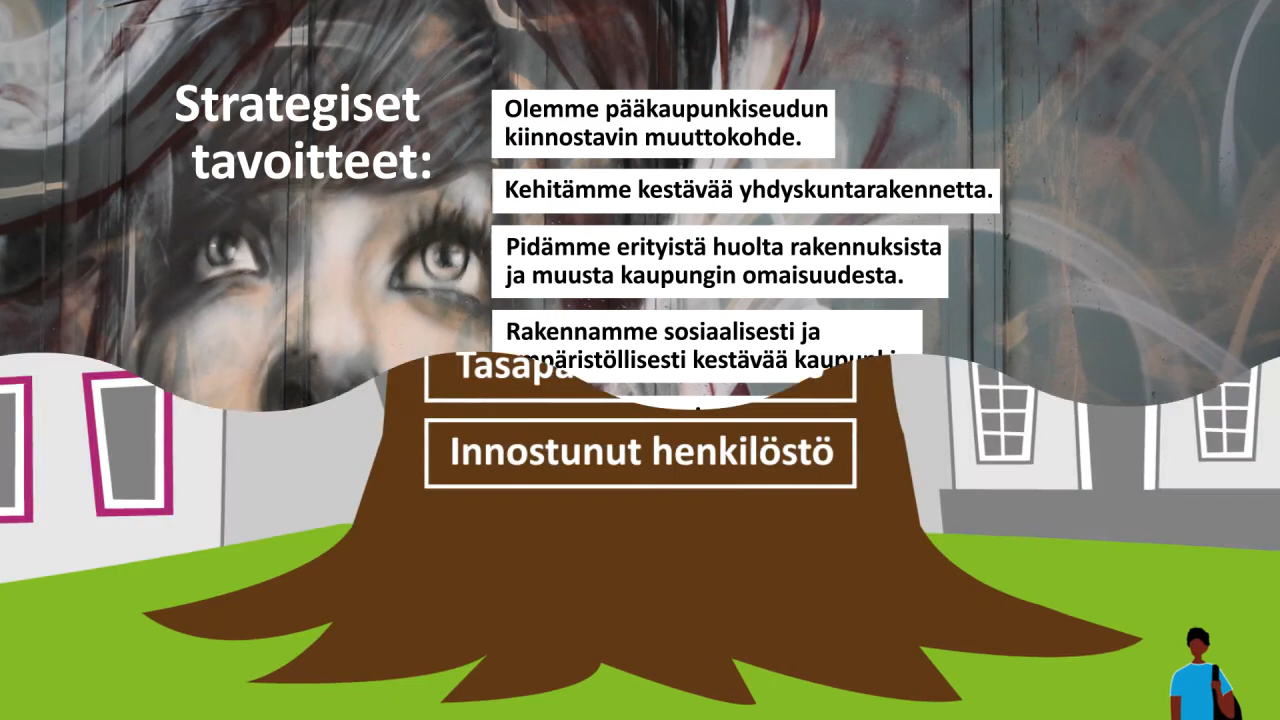 Strategiset
tavoitteet:
Olemme pääkaupunkiseudun
kiinnostavin muuttokohde.
Kehitämme kestävää yhdyskuntarakennetta.
Pidämme erityistä huolta rakennuksista
ja muusta kaupungin omaisuudesta.
Rakennamme sosiaalisesti ja
kestävää
Innostunut henkilöstö